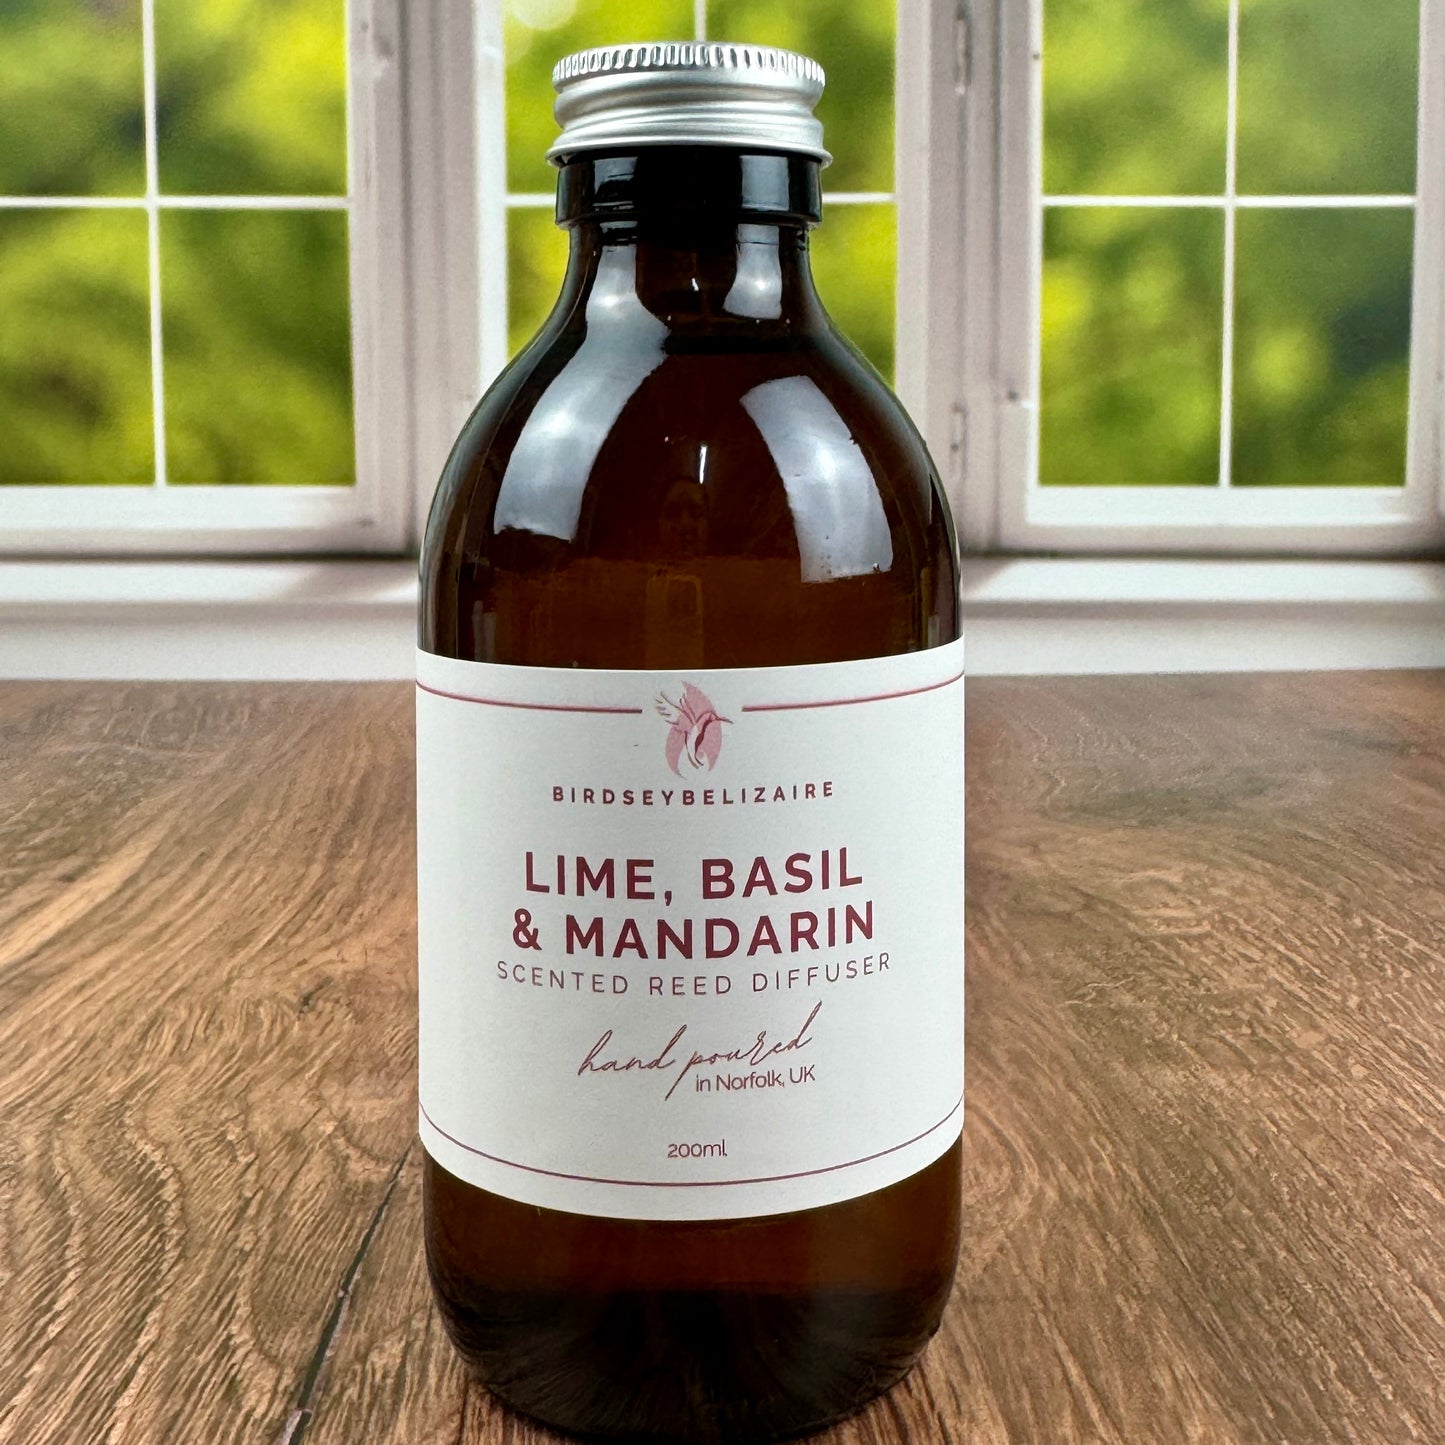 BIRDSEYBELIZAIRE
LIME, BASIL
& MANDARIN
SCENTED REED DIFFUSER
hand poured
in Norfolk, UK
200ml